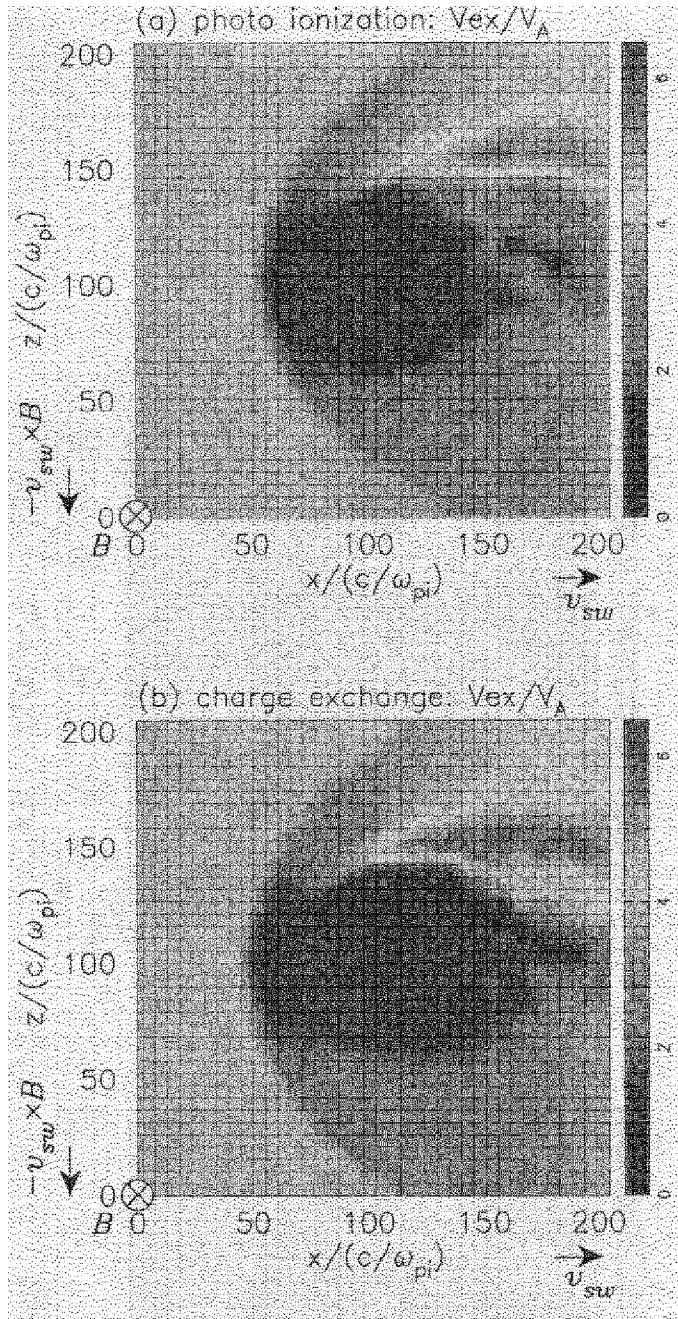 (a) photo ionization: Vex/V_A
200
150
100
50
0
z/(c/ω_pi)
-v_sw×B
B
0 50 100 150 200
x/(c/ω_pi)
v_sw
6
4
2
0
(b) charge exchange: Vex/V_A
200
150
100
50
0
z/(c/ω_pi)
-v_sw×B
B
0 50 100 150 200
x/(c/ω_pi)
v_sw
6
4
2
0